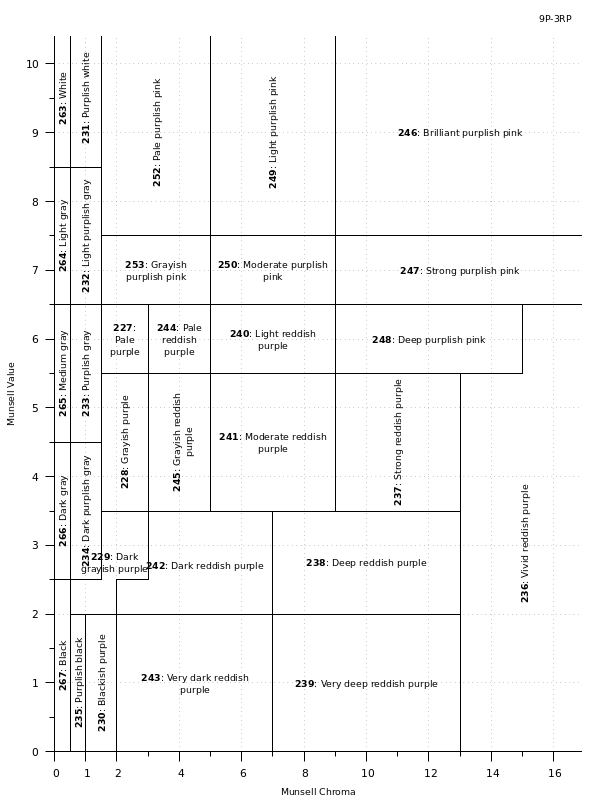 9P-3RP
10
9
8
7
6
5
4
3
2
1
0
Munsell Value
263: White
231: Purplish white
252: Pale purplish pink
249: Light purplish pink
246: Brilliant purplish pink
264: Light gray
232: Light purplish gray
253: Grayish
purplish pink
250: Moderate purplish
pink
247: Strong purplish pink
265: Medium gray
233: Purplish gray
227:
Pale
purple
244: Pale
reddish
purple
240: Light reddish
purple
248: Deep purplish pink
228: Grayish purple
245: Grayish reddish
purple
241: Moderate reddish
purple
237: Strong reddish purple
266: Dark gray
234: Dark purplish gray
229: Dark
grayish purple
242: Dark reddish purple
238: Deep reddish purple
236: Vivid reddish purple
267: Black
235: Purplish black
230: Blackish purple
243: Very dark reddish
purple
239: Very deep reddish purple
0 1 2 4 6 8 10 12 14 16
Munsell Chroma